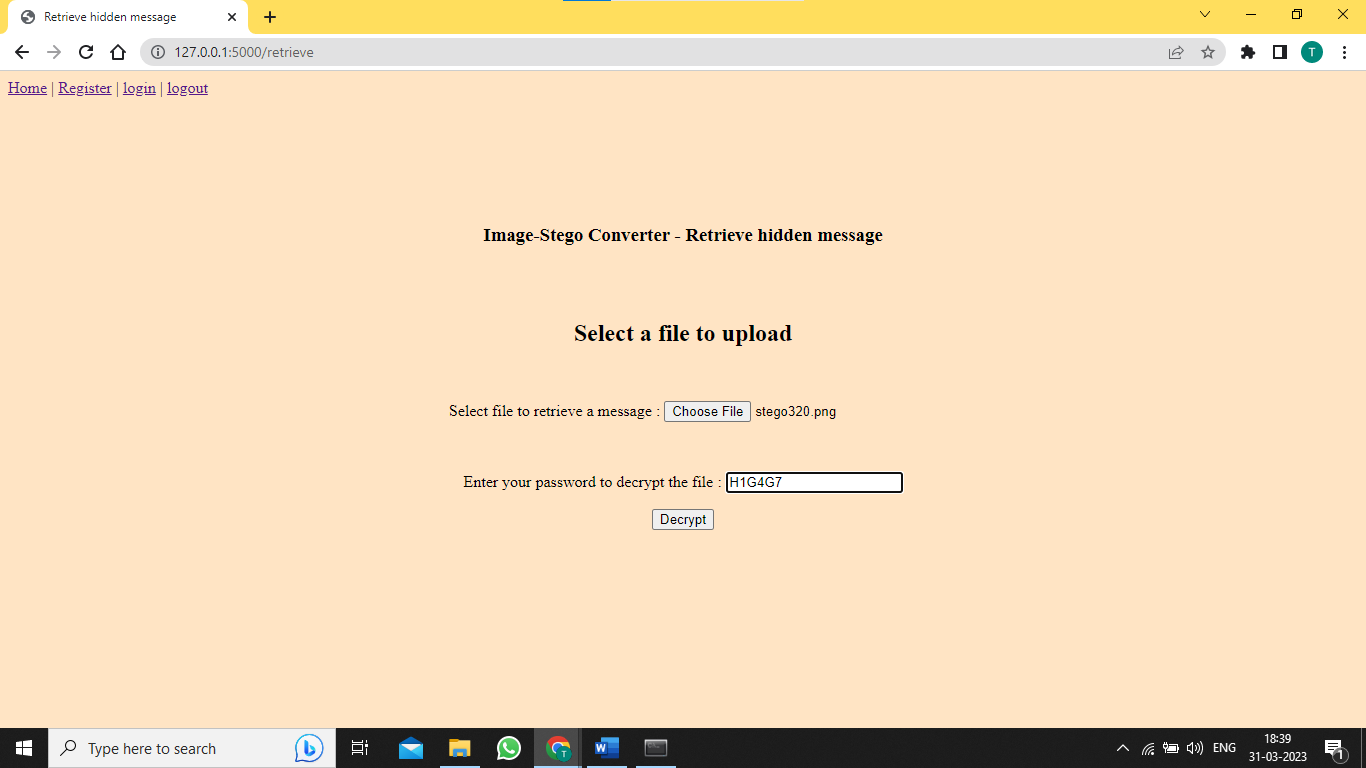 Retrieve hidden message
127.0.0.1:5000/retrieve
T
Home | Register | login | logout
Image-Stego Converter - Retrieve hidden message
Select a file to upload
Select file to retrieve a message : Choose File stego320.png
Enter your password to decrypt the file : H1G4G7
Decrypt
Type here to search
T
W
ENG
18:39
31-03-2023
1